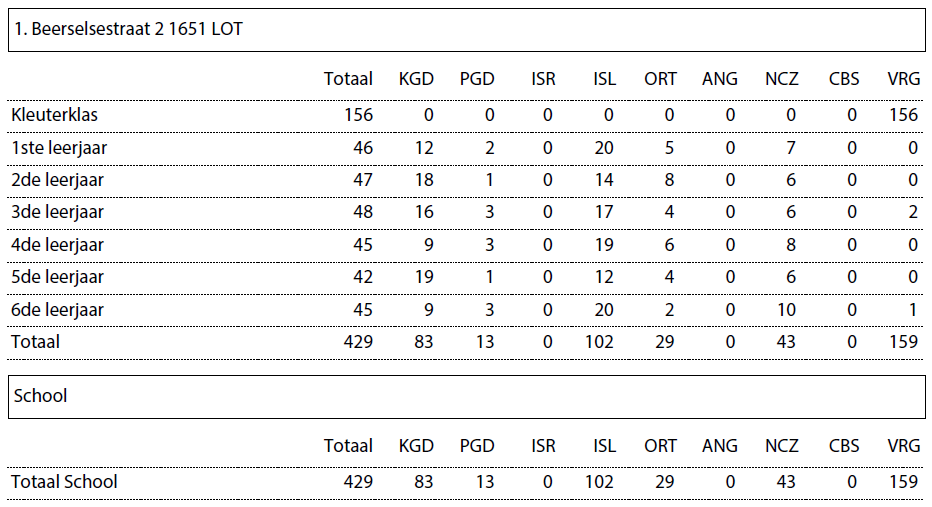 1. Beerselsestraat 2 1651 LOT
Totaal KGD PGD ISR ISL ORT ANG NCZ CBS VRG
Kleuterklas 156 0 0 0 0 0 0 0 0 156
1ste leerjaar 46 12 2 0 20 5 0 7 0 0
2de leerjaar 47 18 1 0 14 8 0 6 0 0
3de leerjaar 48 16 3 0 17 4 0 6 0 2
4de leerjaar 45 9 3 0 19 6 0 8 0 0
5de leerjaar 42 19 1 0 12 4 0 6 0 0
6de leerjaar 45 9 3 0 20 2 0 10 0 1
Totaal 429 83 13 0 102 29 0 43 0 159
School
Totaal KGD PGD ISR ISL ORT ANG NCZ CBS VRG
Totaal School 429 83 13 0 102 29 0 43 0 159